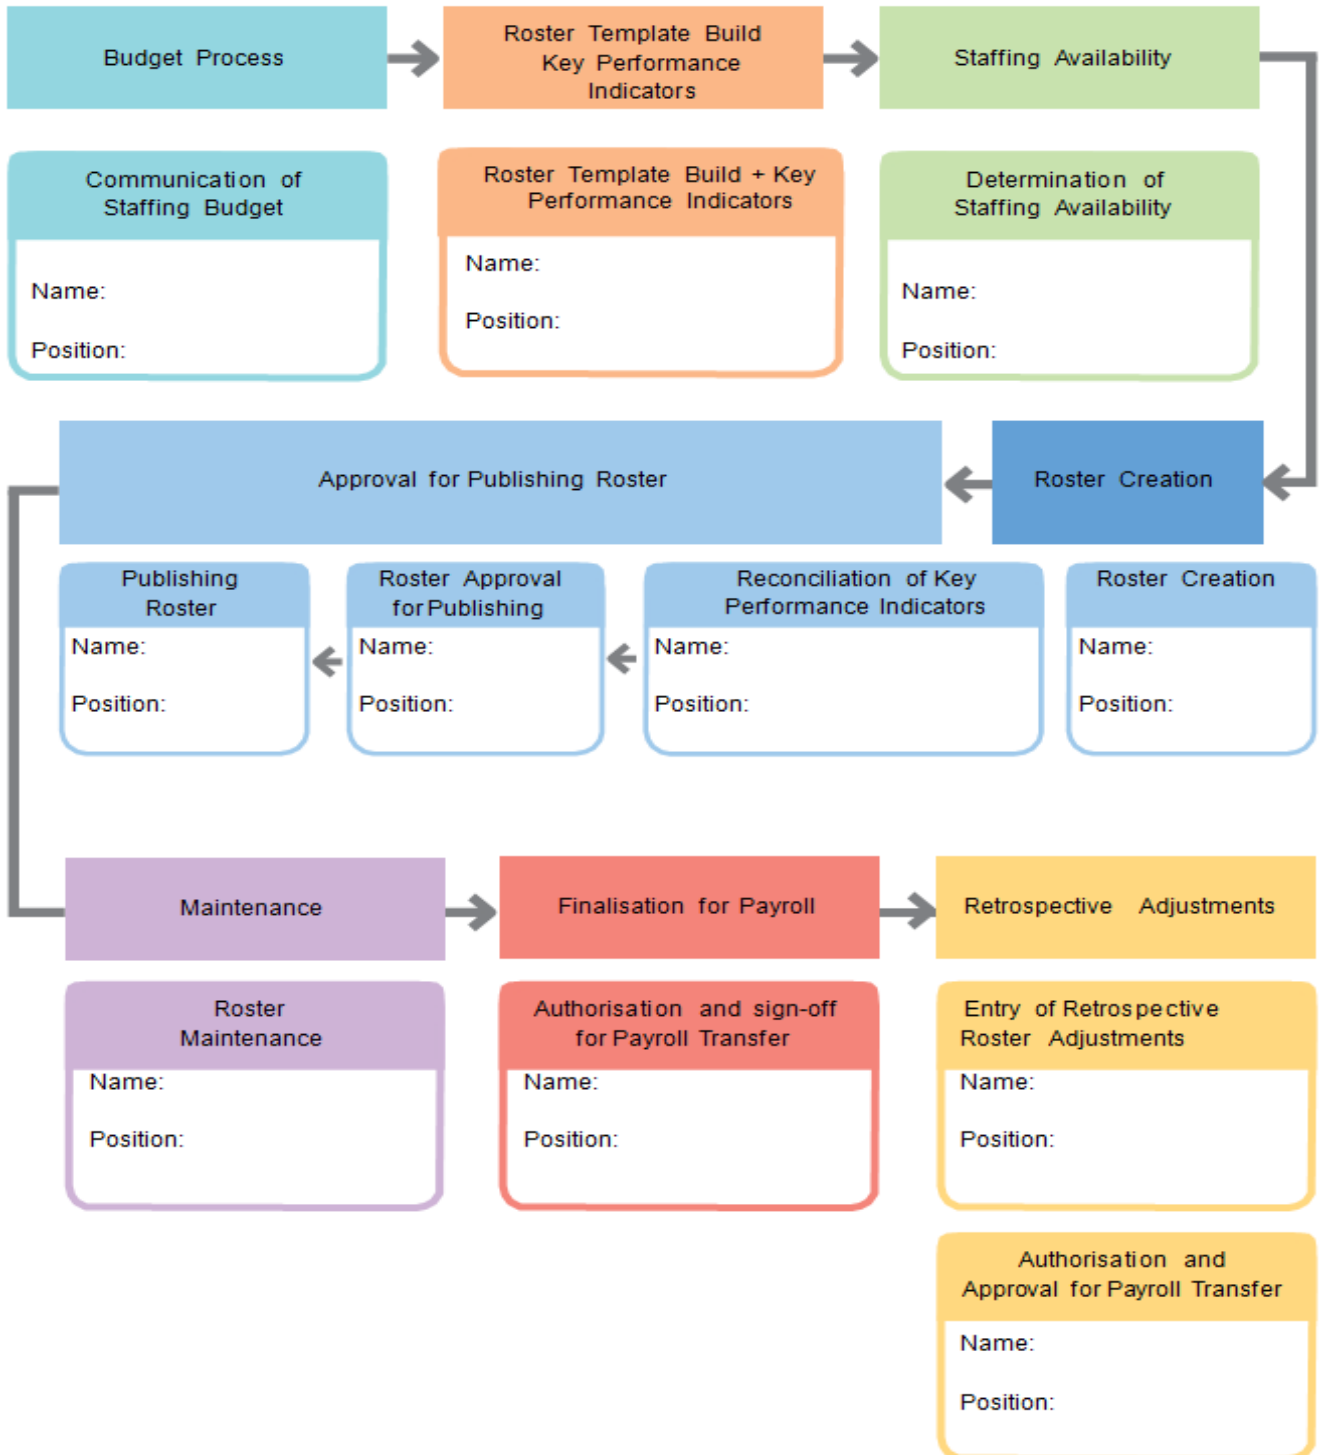 Budget Process
Roster Template Build
Key Performance
Indicators
Staffing Availability
Communication of
Staffing Budget
Name:
Position:
Roster Template Build + Key
Performance Indicators
Name:
Position:
Determination of
Staffing Availability
Name:
Position:
Approval for Publishing Roster
Roster Creation
Publishing
Roster
Name:
Position:
Roster Approval
for Publishing
Name:
Position:
Reconciliation of Key
Performance Indicators
Name:
Position:
Roster Creation
Name:
Position:
Maintenance
Finalisation for Payroll
Retrospective Adjustments
Roster
Maintenance
Name:
Position:
Authorisation and sign-off
for Payroll Transfer
Name:
Position:
Entry of Retrospective
Roster Adjustments
Name:
Position:
Authorisation and
Approval for Payroll Transfer
Name:
Position: